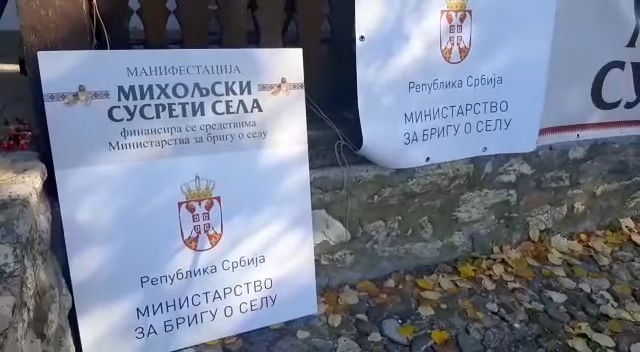 МАНИФЕСТАЦИЈА
МИХОЉСКИ
СУСРЕТИ СЕЛА
финансира се средствима
Министарства за бригу о селу
Република Србија
МИНИСТАРСТВО
ЗА БРИГУ О СЕЛУ
Република Србија
МИНИСТАРСТВО
ЗА БРИГУ О СЕЛУ
СУ